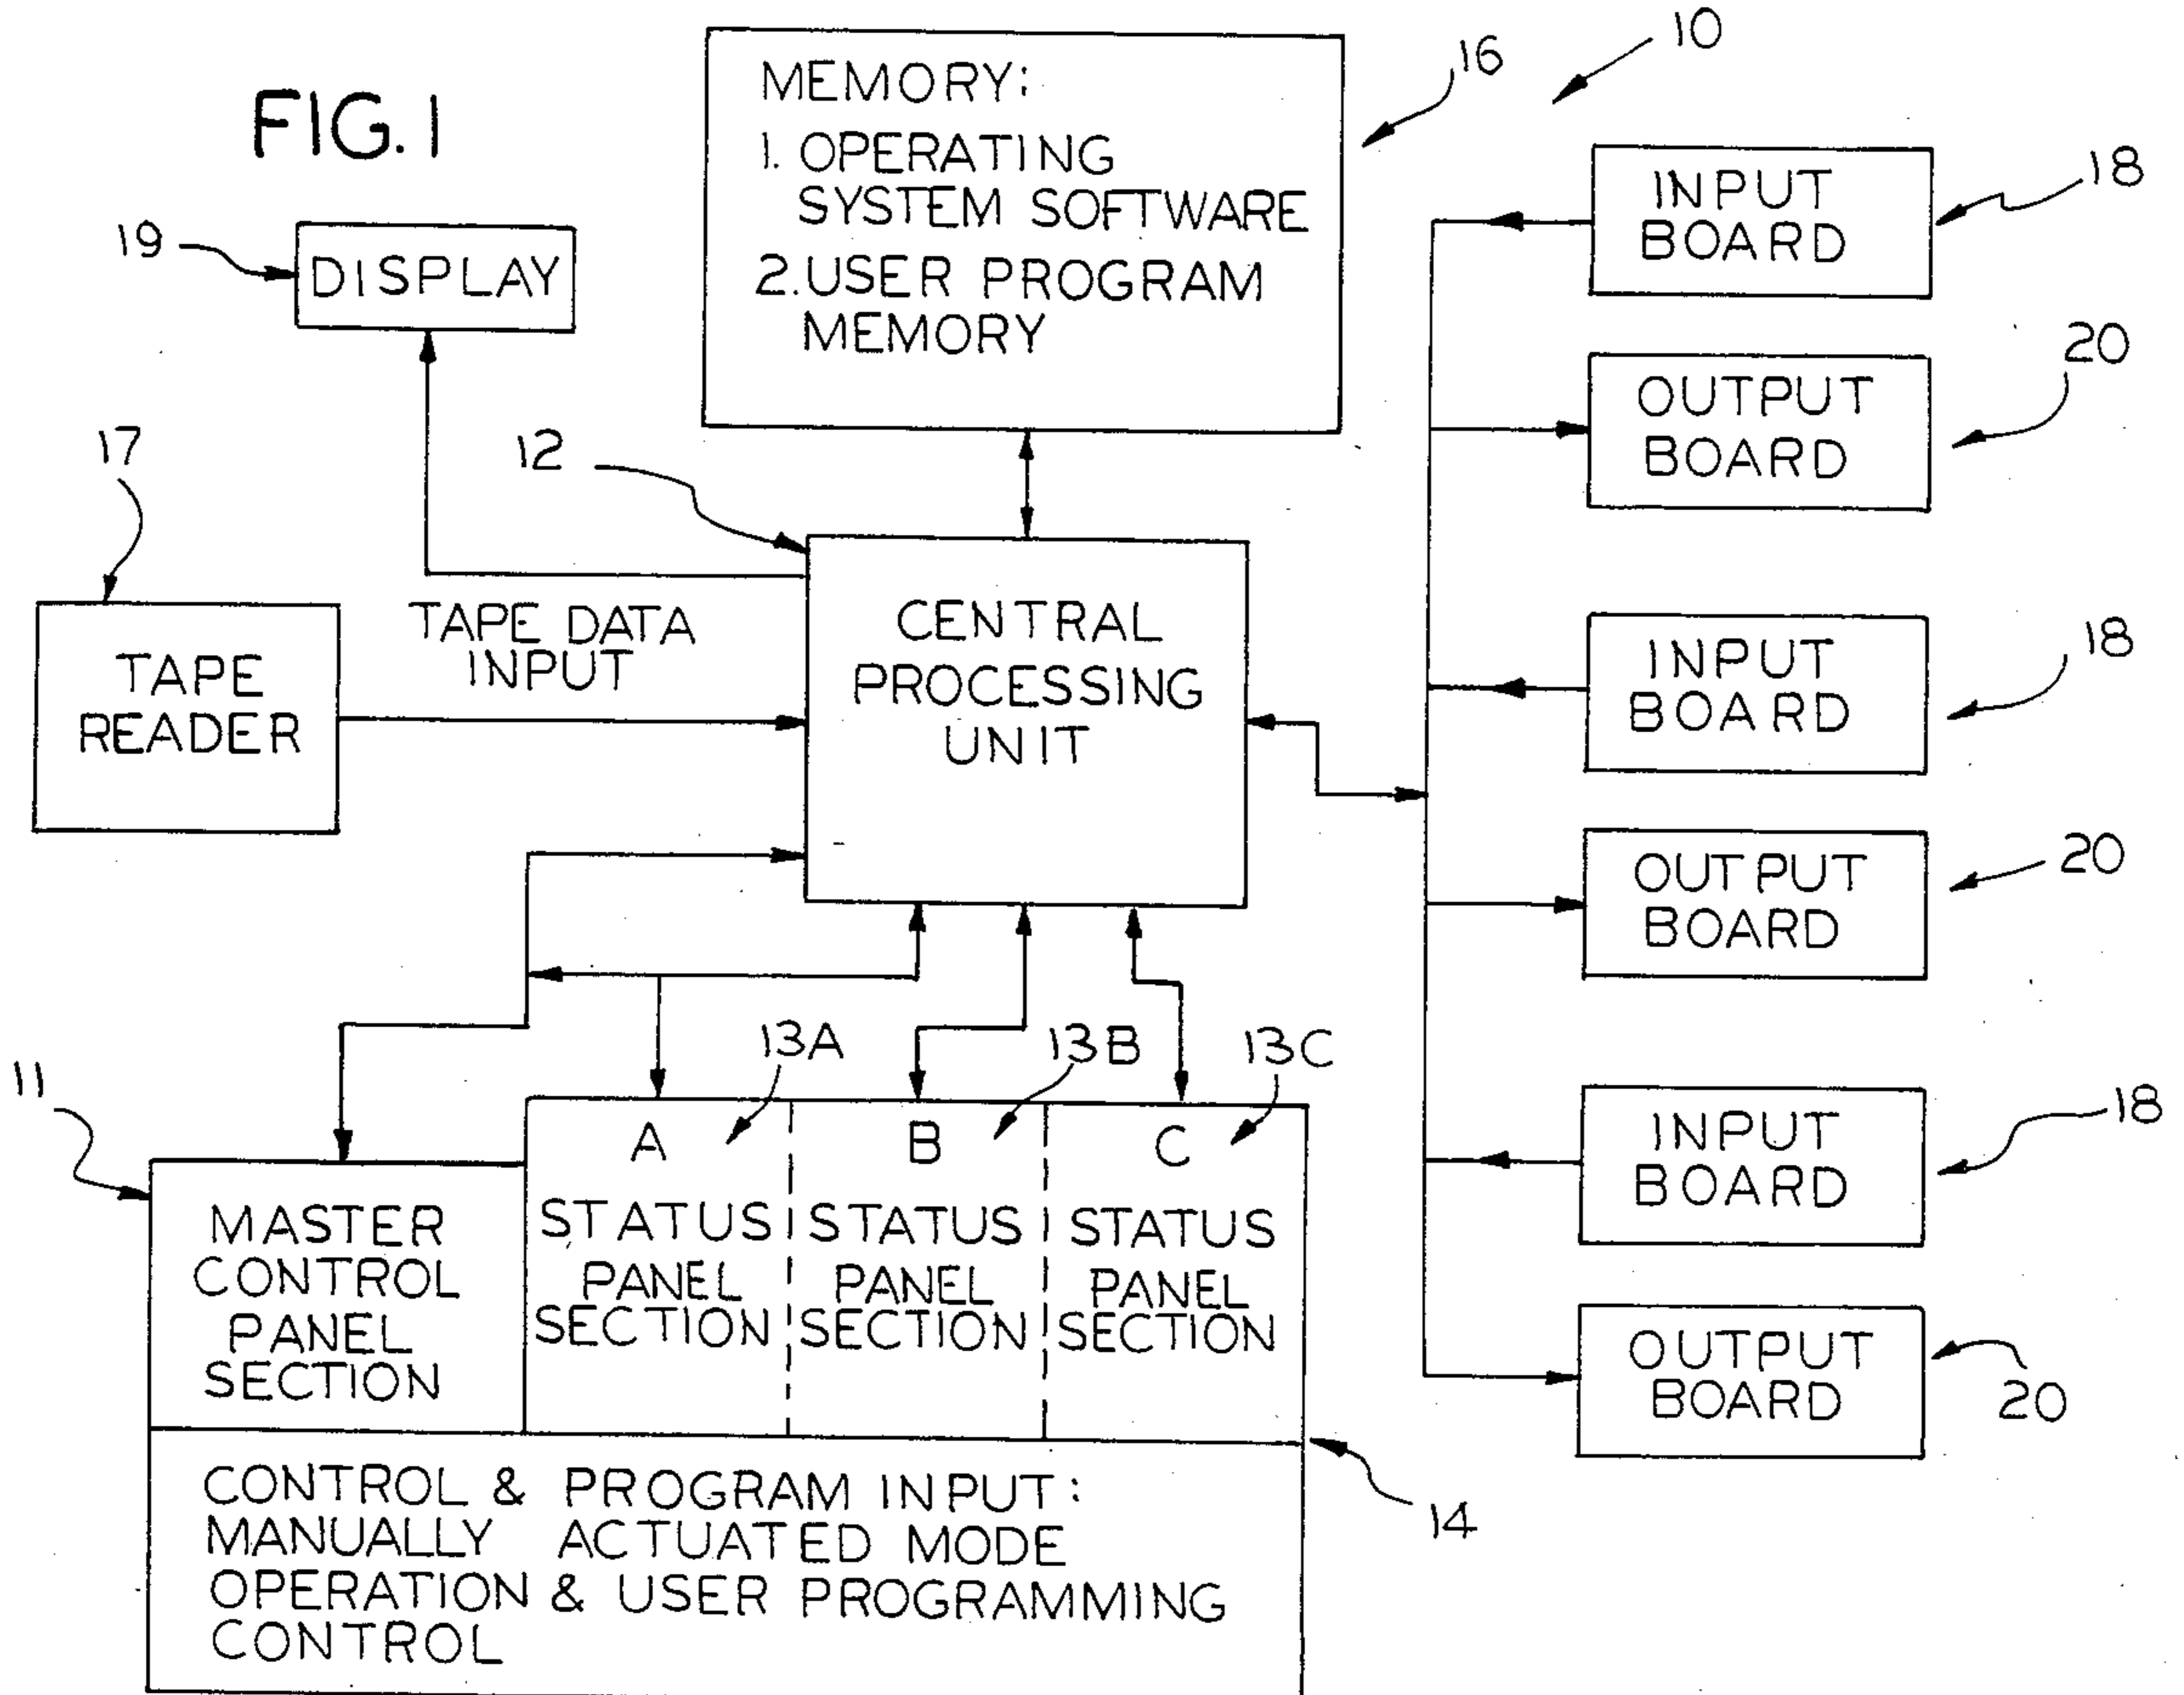 FIG. 1
MEMORY:
1. OPERATING
SYSTEM SOFTWARE
2. USER PROGRAM
MEMORY
16
10
19
DISPLAY
17
12
TAPE
READER
TAPE DATA
INPUT
CENTRAL
PROCESSING
UNIT
INPUT
BOARD
18
OUTPUT
BOARD
20
INPUT
BOARD
18
OUTPUT
BOARD
20
INPUT
BOARD
18
OUTPUT
BOARD
20
11
13A
13B
13C
MASTER
CONTROL
PANEL
SECTION
A
STATUS
PANEL
SECTION
B
STATUS
PANEL
SECTION
C
STATUS
PANEL
SECTION
14
CONTROL & PROGRAM INPUT:
MANUALLY ACTUATED MODE
OPERATION & USER PROGRAMMING
CONTROL